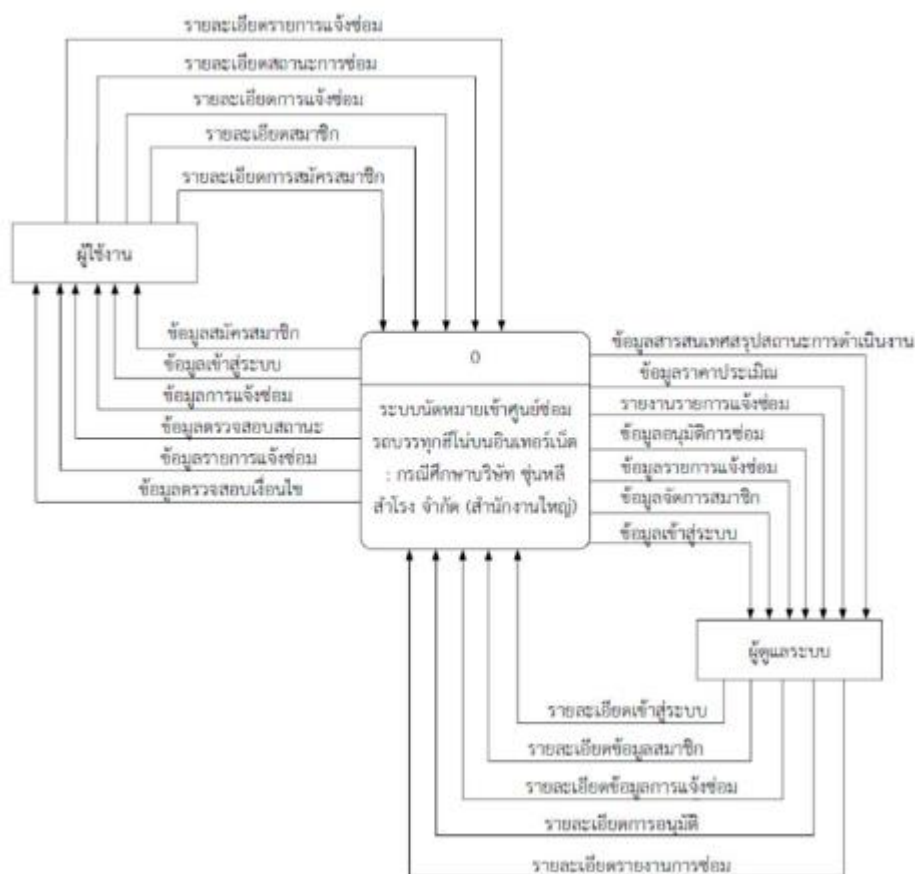 รายละเอียดรายการแจ้งซ่อม
รายละเอียดสถานะการซ่อม
รายละเอียดการแจ้งซ่อม
รายละเอียดสมาชิก
รายละเอียดการสมัครสมาชิก
ผู้ใช้งาน
ข้อมูลสมัครสมาชิก
ข้อมูลเข้าสู่ระบบ
ข้อมูลการแจ้งซ่อม
ข้อมูลตรวจสอบสถานะ
ข้อมูลรายการแจ้งซ่อม
ข้อมูลตรวจสอบเงื่อนไข
0
ระบบนัดหมายเข้าศูนย์ซ่อม
รถบรรทุกฮีโน่บนอินเทอร์เน็ต
: กรณีศึกษาบริษัท ชุ่นหลี
สำโรง จำกัด (สำนักงานใหญ่)
ข้อมูลสารสนเทศสรุปสถานะการดำเนินงาน
ข้อมูลราคาประเมิณ
รายงานรายการแจ้งซ่อม
ข้อมูลอนุมัติการซ่อม
ข้อมูลรายการแจ้งซ่อม
ข้อมูลจัดการสมาชิก
ข้อมูลเข้าสู่ระบบ
ผู้ดูแลระบบ
รายละเอียดเข้าสู่ระบบ
รายละเอียดข้อมูลสมาชิก
รายละเอียดข้อมูลการแจ้งซ่อม
รายละเอียดการอนุมัติ
รายละเอียดรายงานการซ่อม